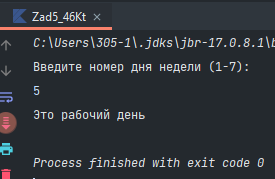 Zad5_46Kt
C:\Users\305-1\.jdks\jbr-17.0.8.1\b
Введите номер дня недели (1-7):
5
Это рабочий день
Process finished with exit code 0